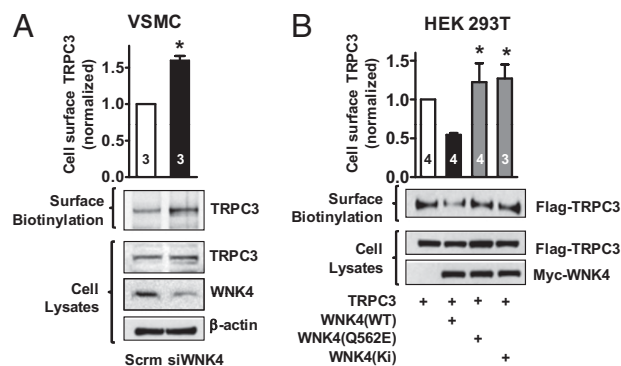 A
VSMC
Cell surface TRPC3
(normalized)
1.5
1.0
0.5
0.0
*
3
3
Surface
Biotinylation
TRPC3
Cell
Lysates
TRPC3
WNK4
β-actin
Scrm siWNK4
B
HEK 293T
Cell surface TRPC3
(normalized)
1.5
1.0
0.5
0.0
* *
4 4 4 3
Surface
Biotinylation
Flag-TRPC3
Cell
Lysates
Flag-TRPC3
Myc-WNK4
TRPC3 + + + +
WNK4(WT) +
WNK4(Q562E) +
WNK4(Ki) +